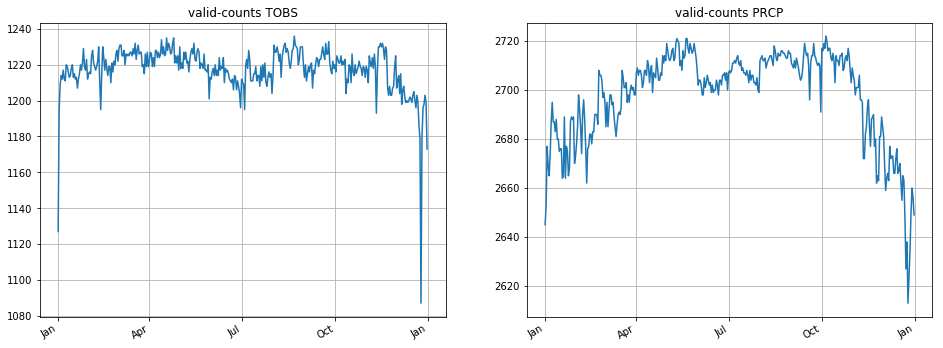 valid-counts TOBS
1240
1220
1200
1180
1160
1140
1120
1100
1080
Jan
Apr
Jul
Oct
Jan
valid-counts PRCP
2720
2700
2680
2660
2640
2620
Jan
Apr
Jul
Oct
Jan